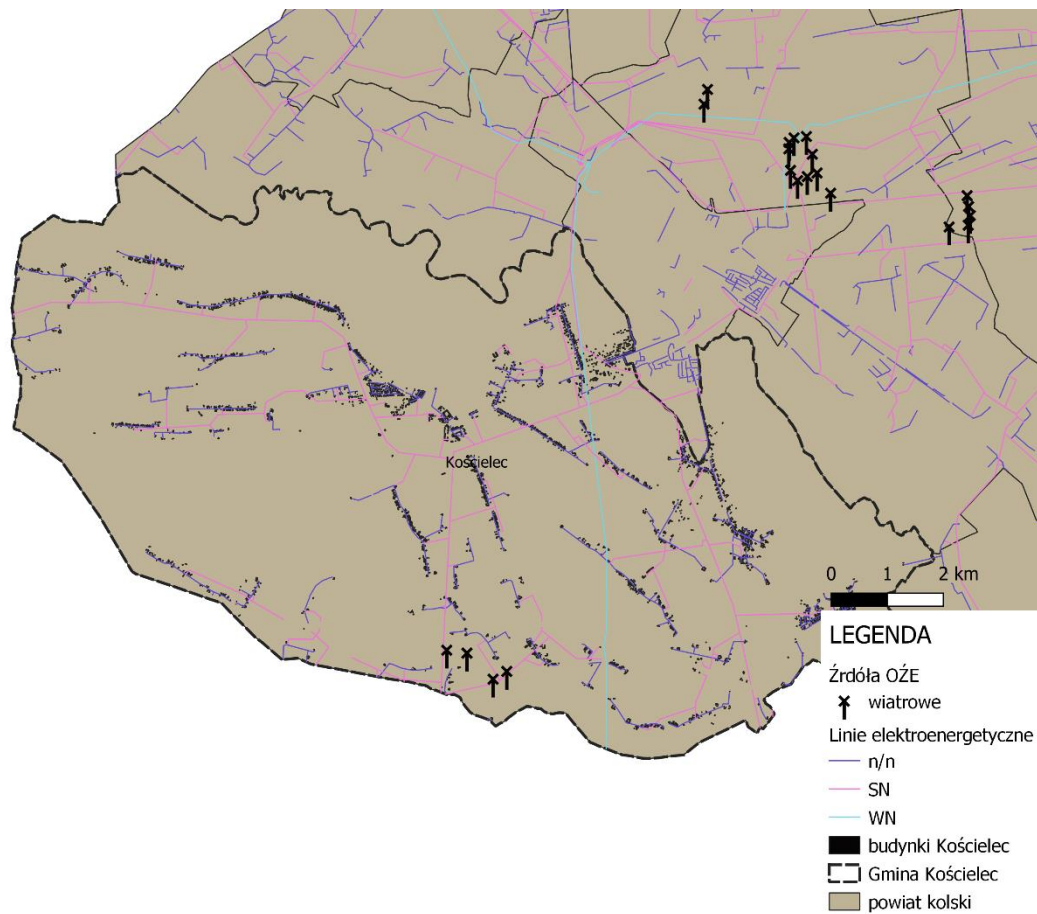 Kościelec
0 1 2 km
LEGENDA
Źrdóła OŹE
wiatrowe
Linie elektroenergetyczne
n/n
SN
WN
budynki Kościelec
Gmina Kościelec
powiat kolski